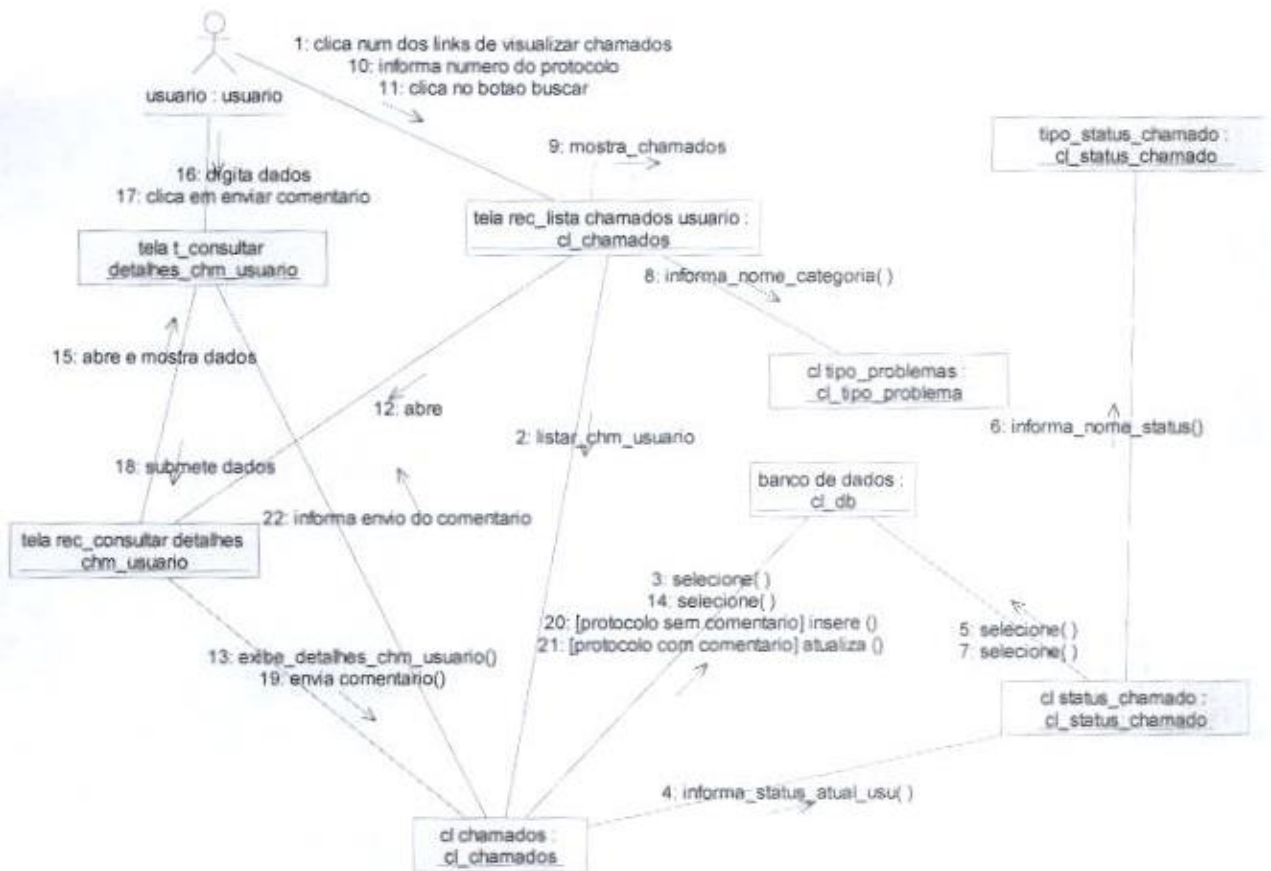 1: clica num dos links de visualizar chamados
10: informa numero do protocolo
11: clica no botao buscar
usuario : usuario
9: mostra_chamados
tipo_status_chamado :
cl_status_chamado
16: digita dados
17: clica em enviar comentario
tela rec_lista chamados usuario :
cl_chamados
tela t_consultar
detalhes_chm_usuario
8: informa_nome_categoria( )
15: abre e mostra dados
cl tipo_problemas :
cl_tipo_problema
12: abre
2: listar_chm_usuario
6: informa_nome_status()
18: submete dados
banco de dados :
cl_db
22: informa envio do comentario
tela rec_consultar detalhes
chm_usuario
3: selecione( )
14: selecione( )
20: [protocolo sem comentario] insere ()
21: [protocolo com comentario] atualiza ()
5: selecione( )
7: selecione( )
13: exibe_detalhes_chm_usuario()
19: envia comentario()
cl status_chamado :
cl_status_chamado
4: informa_status_atual_usu( )
cl chamados :
cl_chamados